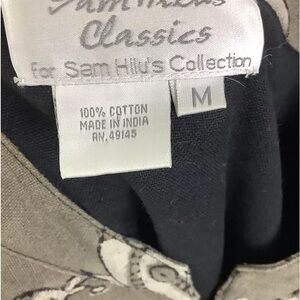 Classics
for Sam Hilu's Collection
M
100% COTTON
MADE IN INDIA
RN. 49145